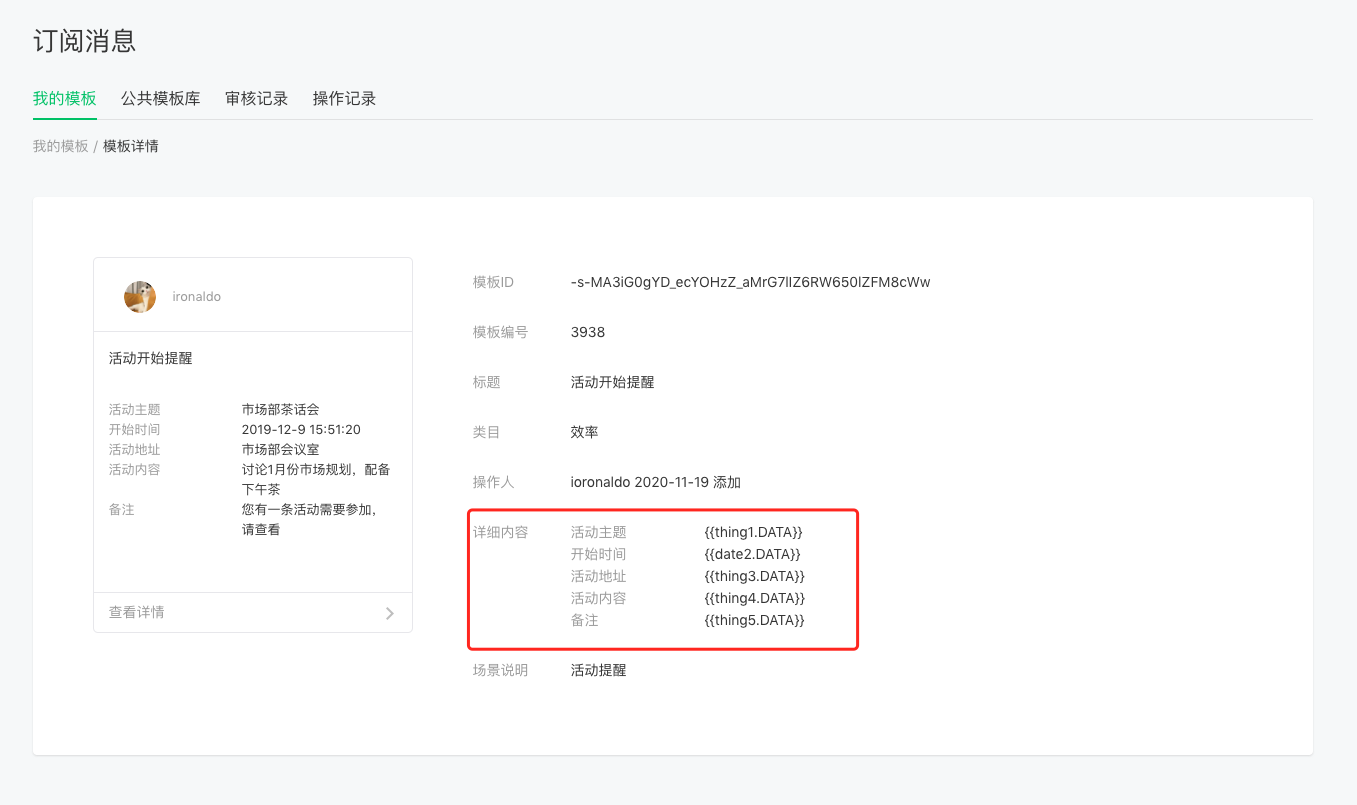 订阅消息
我的模板 公共模板库 审核记录 操作记录
我的模板 / 模板详情
ironaldo
活动开始提醒
活动主题 市场部茶话会
开始时间 2019-12-9 15:51:20
活动地址 市场部会议室
活动内容 讨论1月份市场规划，配备
下午茶
备注 您有一条活动需要参加，
请查看
查看详情
模板ID -s-MA3iG0gYD_ecYOHzZ_aMrG7lIZ6RW650lZFM8cWw
模板编号 3938
标题 活动开始提醒
类目 效率
操作人 ioronaldo 2020-11-19 添加
详细内容 活动主题 {{thing1.DATA}}
开始时间 {{date2.DATA}}
活动地址 {{thing3.DATA}}
活动内容 {{thing4.DATA}}
备注 {{thing5.DATA}}
场景说明 活动提醒